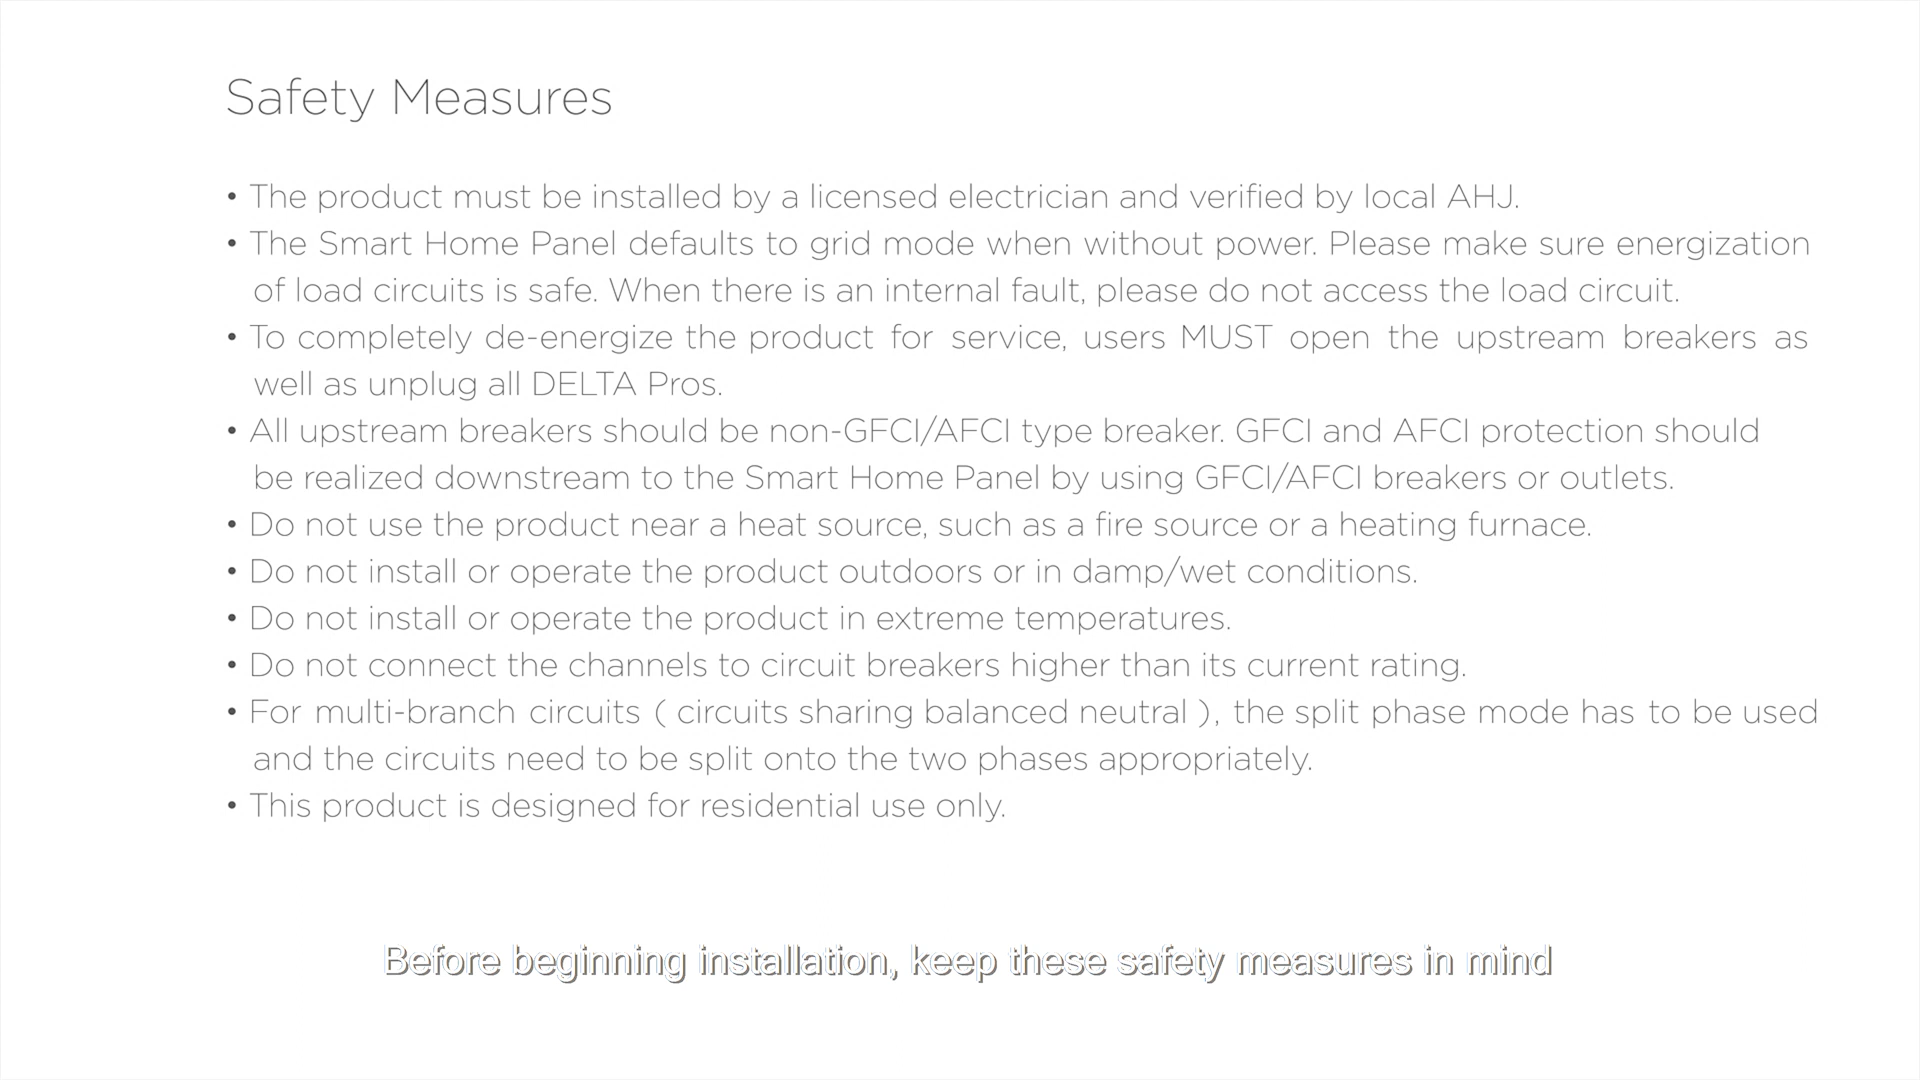 Safety Measures
• The product must be installed by a licensed electrician and verified by local AHJ.
• The Smart Home Panel defaults to grid mode when without power. Please make sure energization
of load circuits is safe. When there is an internal fault, please do not access the load circuit.
• To completely de-energize the product for service, users MUST open the upstream breakers as
well as unplug all DELTA Pros.
• All upstream breakers should be non-GFCI/AFCI type breaker. GFCI and AFCI protection should
be realized downstream to the Smart Home Panel by using GFCI/AFCI breakers or outlets.
• Do not use the product near a heat source, such as a fire source or a heating furnace.
• Do not install or operate the product outdoors or in damp/wet conditions.
• Do not install or operate the product in extreme temperatures.
• Do not connect the channels to circuit breakers higher than its current rating.
• For multi-branch circuits ( circuits sharing balanced neutral ), the split phase mode has to be used
and the circuits need to be split onto the two phases appropriately.
• This product is designed for residential use only.
Before beginning installation, keep these safety measures in mind